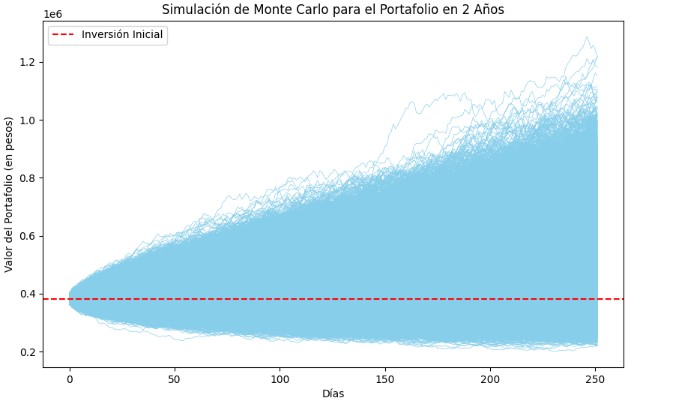 Simulación de Monte Carlo para el Portafolio en 2 Años
1e6
Inversión Inicial
1.2
1.0
0.8
0.6
0.4
0.2
Valor del Portafolio (en pesos)
0 50 100 150 200 250
Días